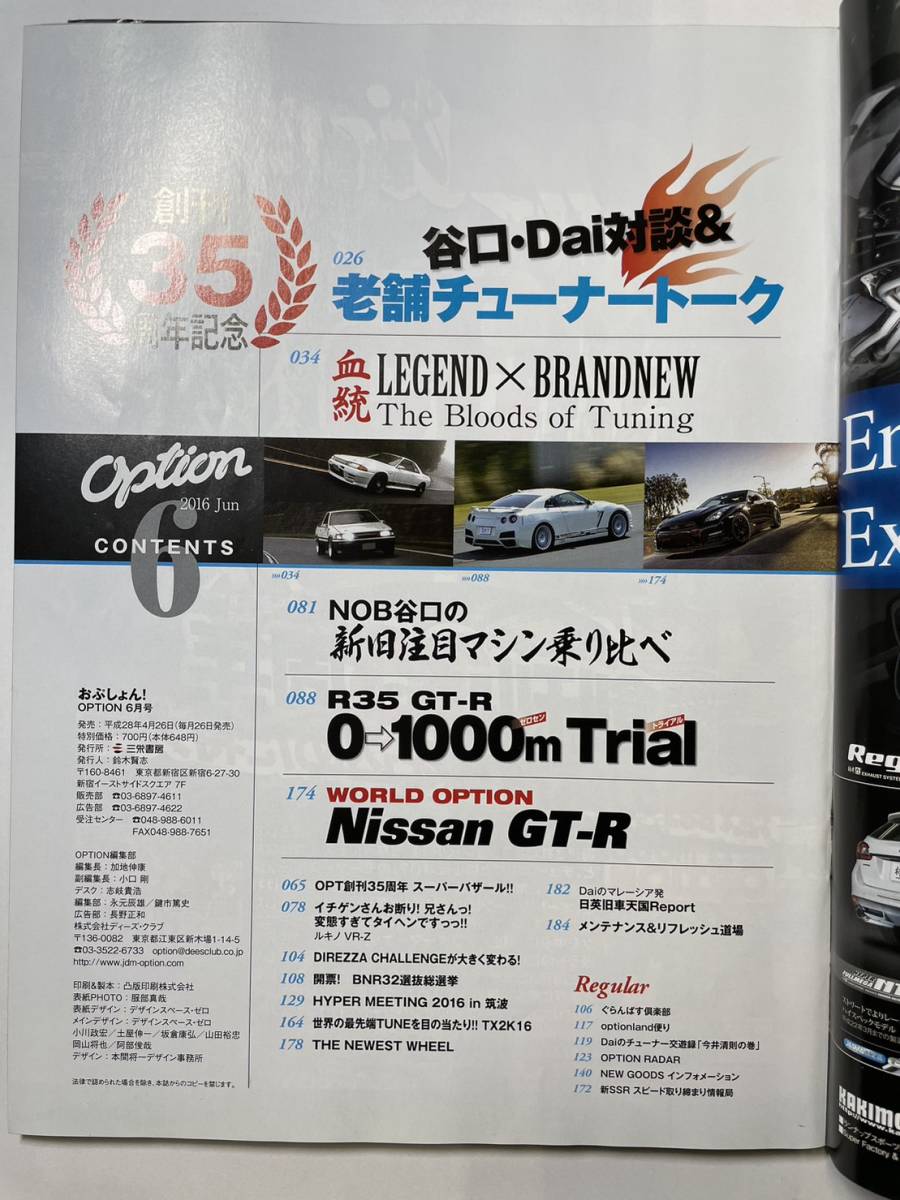 創刊
35
周年記念
谷口・Dai対談&
026
老舗チューナートーク
034
血統
LEGEND×BRANDNEW
The Bloods of Tuning
Option
2016 Jun
6
CONTENTS
»»034
»»088
»»174
081
NOB谷口の
新旧注目マシン乗り比べ
088
R35 GT-R
ゼロセン
トライアル
0⇨1000m Trial
174
WORLD OPTION
Nissan GT-R
おぷしょん!
OPTION 6月号
発売:平成28年4月26日(毎月26日発売)
特別価格:700円(本体648円)
発行所:三栄書房
発行人:鈴木賢志
〒160-8461 東京都新宿区新宿6-27-30
新宿イーストサイドスクエア 7F
販売部 ☎03-6897-4611
広告部 ☎03-6897-4622
受注センター ☎048-988-6011
FAX048-988-7651
OPTION編集部
編集長:加地伸康
副編集長:小口 剛
デスク:志岐貴浩
編集部:永元辰雄/鍵市篤史
広告部:長野正和
株式会社ディーズ・クラブ
〒136-0082 東京都江東区新木場1-14-5
☎03-3522-6733 option@deesclub.co.jp
http://www.jdm-option.com
印刷&製本:凸版印刷株式会社
表紙PHOTO:服部真哉
表紙デザイン:デザインスペース・ゼロ
メインデザイン:デザインスペース・ゼロ
小川政宏/土屋伸一/坂倉康弘/山田裕忠
岡山将也/阿部俊哉
デザイン:本間将一デザイン事務所
法律で認められた場合を除き、本誌からのコピーを禁じます。
065 OPT創刊35周年 スーパーバザール!!
078 イチゲンさんお断り! 兄さんっ!
変態すぎてタイヘンですっっ!!
ルキノ VR-Z
104 DIREZZA CHALLENGEが大きく変わる!
108 開票! BNR32選抜総選挙
129 HYPER MEETING 2016 in 筑波
164 世界の最先端TUNEを目の当たり!! TX2K16
178 THE NEWEST WHEEL
182 Daiのマレーシア発
日英旧車天国Report
184 メンテナンス&リフレッシュ道場
Regular
106 ぐらんぱす倶楽部
117 optionland便り
119 Daiのチューナー交遊録「今井清則の巻」
123 OPTION RADAR
140 NEW GOODS インフォメーション
172 新SSR スピード取り締まり情報局
En
Ex
Reg
EXHAUST SYSTEM
ストリートでよりレー
ハイスペックモデル
KAKIMO
http://www.ka
Super Factory &